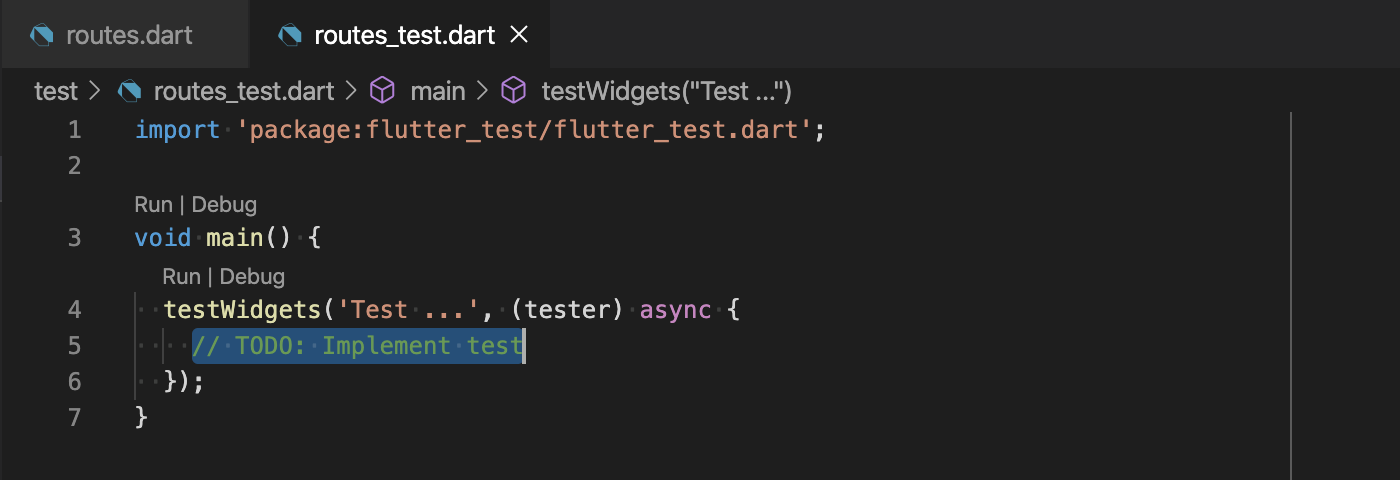 routes.dart routes_test.dart
test > routes_test.dart > main > testWidgets("Test ...")
1 import 'package:flutter_test/flutter_test.dart';
2
Run | Debug
3 void main() {
Run | Debug
4 testWidgets('Test ...', (tester) async {
5 // TODO: Implement test
6 });
7 }